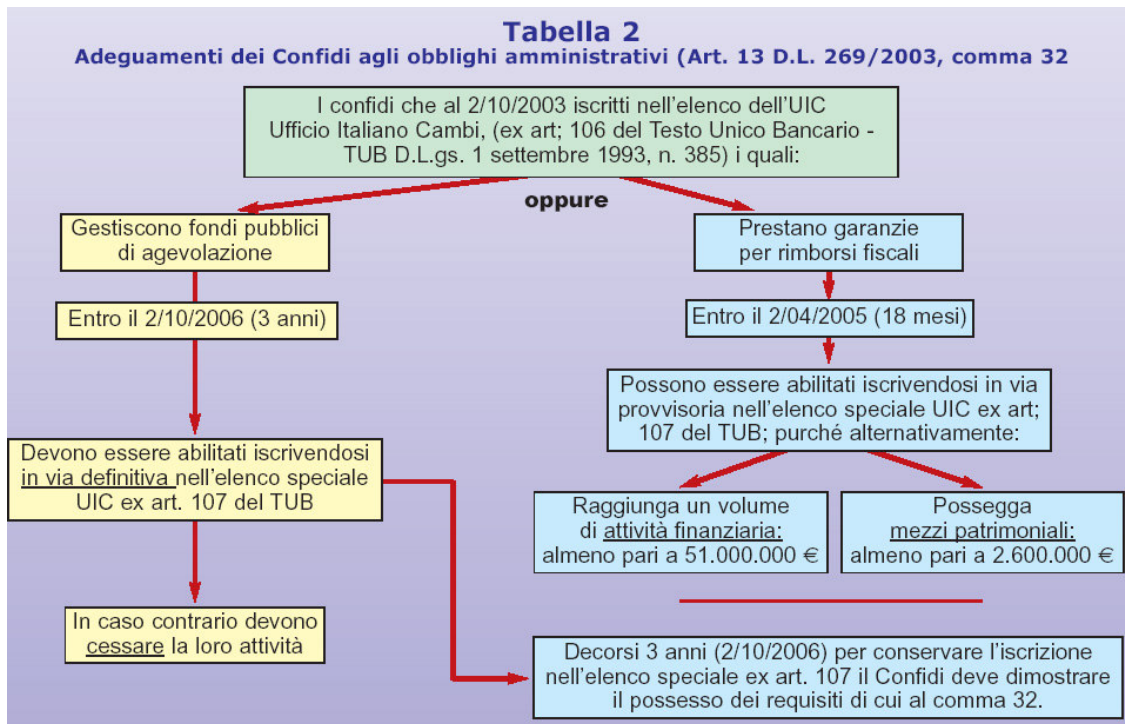 Tabella 2
Adeguamenti dei Confidi agli obblighi amministrativi (Art. 13 D.L. 269/2003, comma 32
I confidi che al 2/10/2003 iscritti nell'elenco dell'UIC
Ufficio Italiano Cambi, (ex art; 106 del Testo Unico Bancario -
TUB D.L.gs. 1 settembre 1993, n. 385) i quali:
oppure
Gestiscono fondi pubblici
di agevolazione
Entro il 2/10/2006 (3 anni)
Devono essere abilitati iscrivendosi
in via definitiva nell'elenco speciale
UIC ex art. 107 del TUB
In caso contrario devono
cessare la loro attività
Prestano garanzie
per rimborsi fiscali
Entro il 2/04/2005 (18 mesi)
Possono essere abilitati iscrivendosi in via
provvisoria nell'elenco speciale UIC ex art;
107 del TUB; purché alternativamente:
Raggiunga un volume
di attività finanziaria:
almeno pari a 51.000.000 €
Possegga
mezzi patrimoniali:
almeno pari a 2.600.000 €
Decorsi 3 anni (2/10/2006) per conservare l'iscrizione
nell'elenco speciale ex art. 107 il Confidi deve dimostrare
il possesso dei requisiti di cui al comma 32.